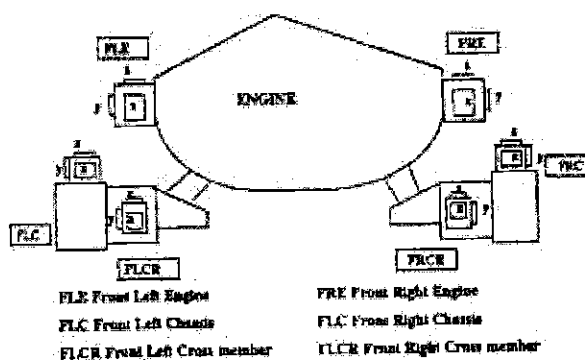 FLE
FRE
ENGINE
FRC
FLC
FLCR
FRCR
FLE Front Left Engine
FRE Front Right Engine
FLC Front Left Chassis
FLC Front Right Chassis
FLCR Front Left Cross member
FLCR Front Right Cross member